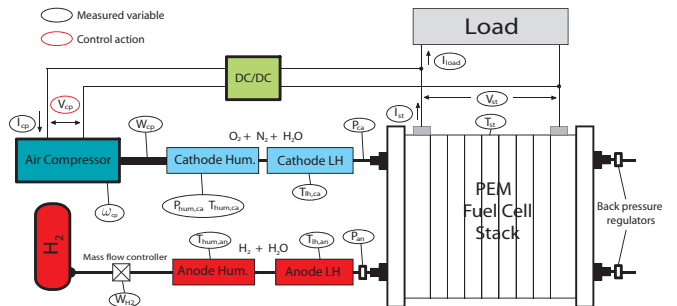 Measured variable
Control action
Load
DC/DC
I_load
V_cp
I_cp
I_st
V_st
W_cp
O₂ + N₂ + H₂O
P_ca
T_st
Air Compressor
Cathode Hum.
Cathode LH
ω_cp
P_hum,ca T_hum,ca
T_lh,ca
PEM
Fuel Cell
Stack
Back pressure
regulators
H₂
T_hum,an
H₂ + H₂O
T_lh,an
P_an
Mass flow controller
Anode Hum.
Anode LH
W_H2